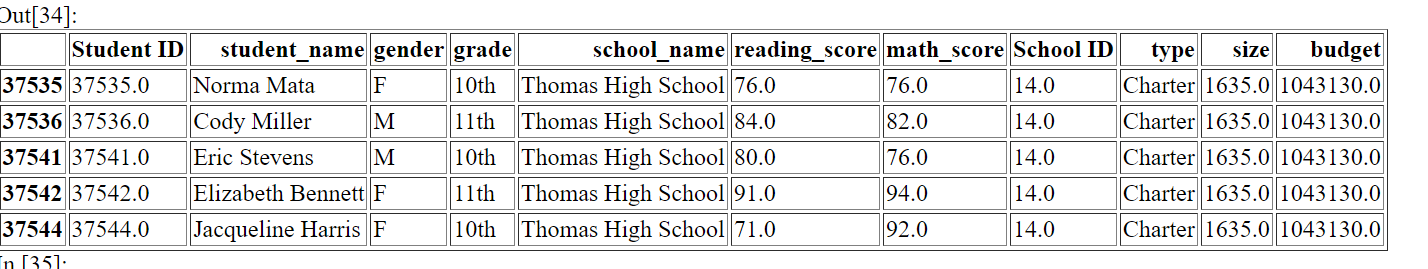 Out[34]:
Student ID student_name gender grade school_name reading_score math_score School ID type size budget
37535 37535.0 Norma Mata F 10th Thomas High School 76.0 76.0 14.0 Charter 1635.0 1043130.0
37536 37536.0 Cody Miller M 11th Thomas High School 84.0 82.0 14.0 Charter 1635.0 1043130.0
37541 37541.0 Eric Stevens M 10th Thomas High School 80.0 76.0 14.0 Charter 1635.0 1043130.0
37542 37542.0 Elizabeth Bennett F 11th Thomas High School 91.0 94.0 14.0 Charter 1635.0 1043130.0
37544 37544.0 Jacqueline Harris F 10th Thomas High School 71.0 92.0 14.0 Charter 1635.0 1043130.0
In [35]: